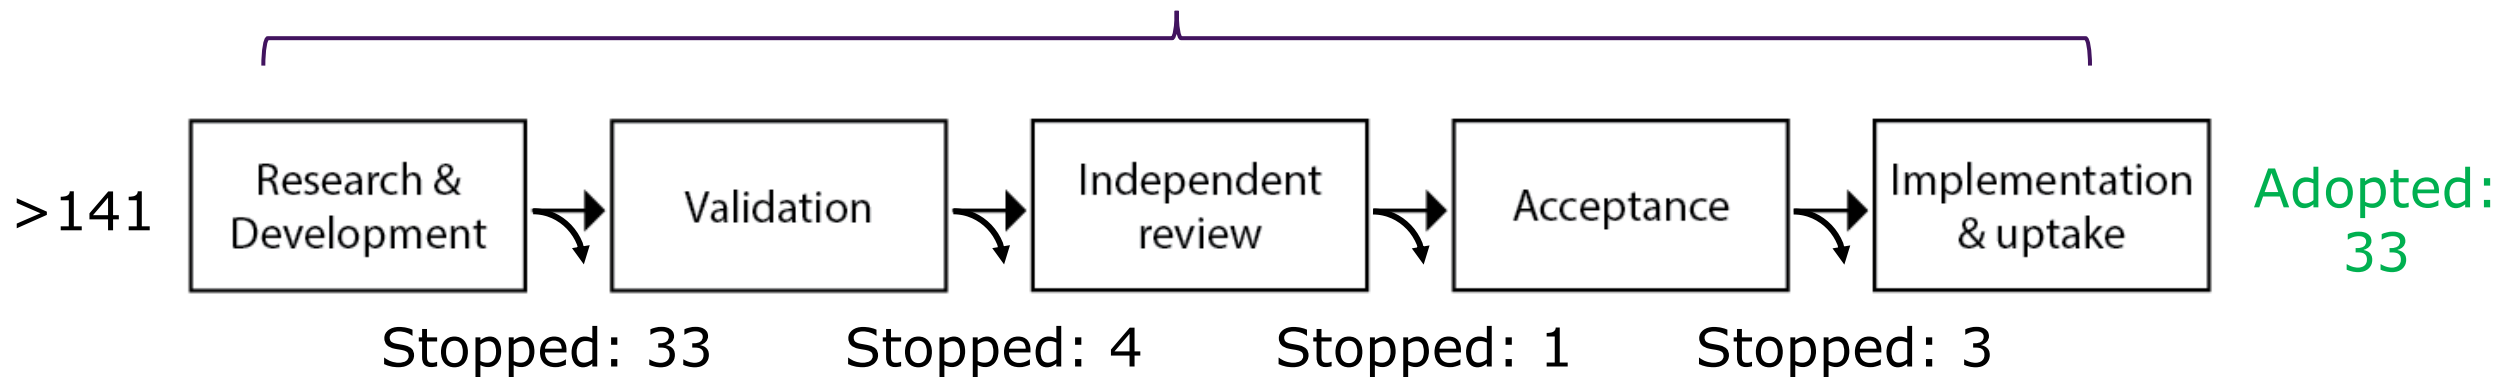 >141
Research &
Development
Validation
Independent
review
Acceptance
Implementation
& uptake
Adopted:
33
Stopped: 33
Stopped: 4
Stopped: 1
Stopped: 3